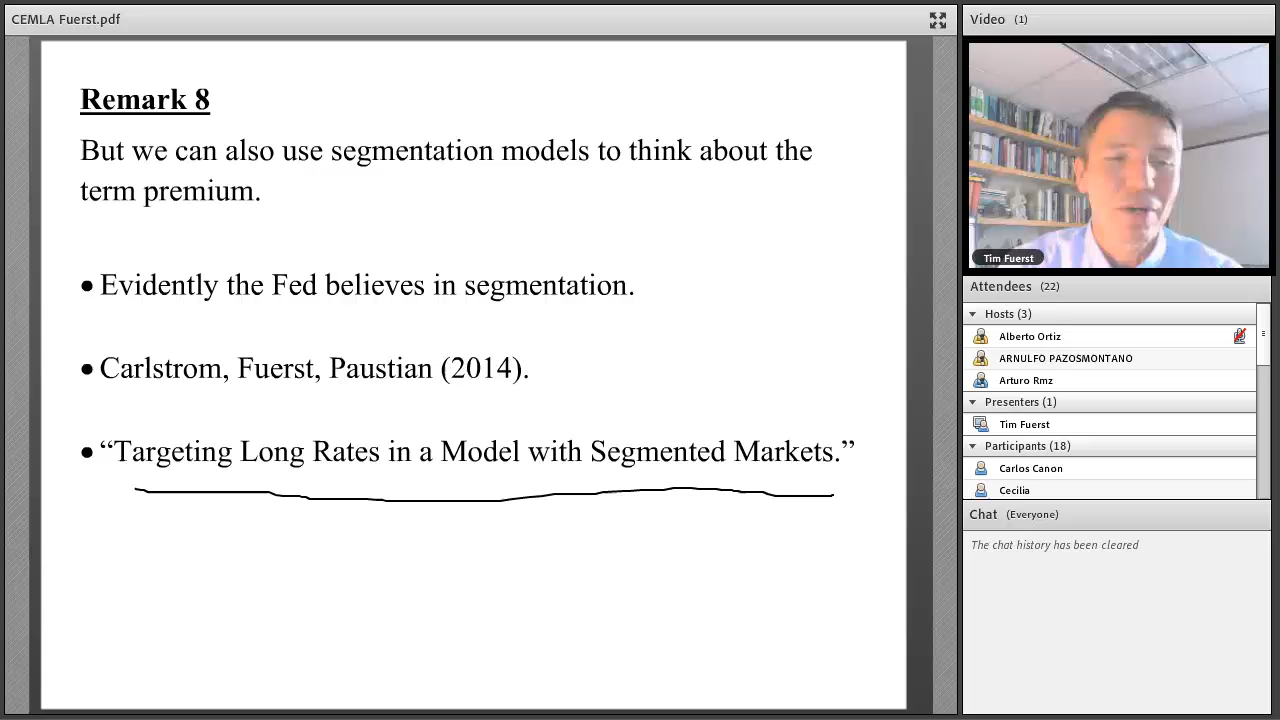 CEMLA Fuerst.pdf
Remark 8
But we can also use segmentation models to think about the
term premium.
• Evidently the Fed believes in segmentation.
• Carlstrom, Fuerst, Paustian (2014).
• “Targeting Long Rates in a Model with Segmented Markets.”
Video (1)
Tim Fuerst
Attendees (22)
Hosts (3)
Alberto Ortiz
ARNULFO PAZOSMONTANO
Arturo Rmz
Presenters (1)
Tim Fuerst
Participants (18)
Carlos Canon
Cecilia
Chat (Everyone)
The chat history has been cleared